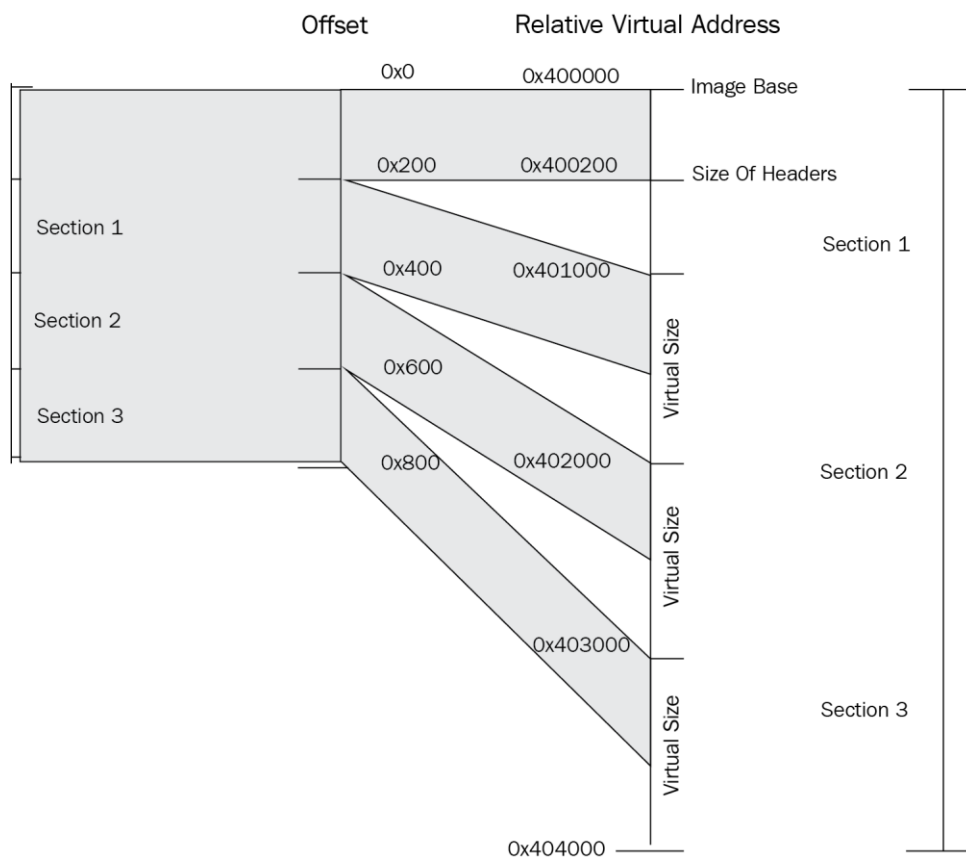 Offset Relative Virtual Address
0x0 0x400000 Image Base
0x200 0x400200 Size Of Headers
Section 1 Section 1
0x400 0x401000
Section 2
Virtual Size
0x600
Section 3
0x800 0x402000 Section 2
Virtual Size
0x403000
Section 3
Virtual Size
0x404000